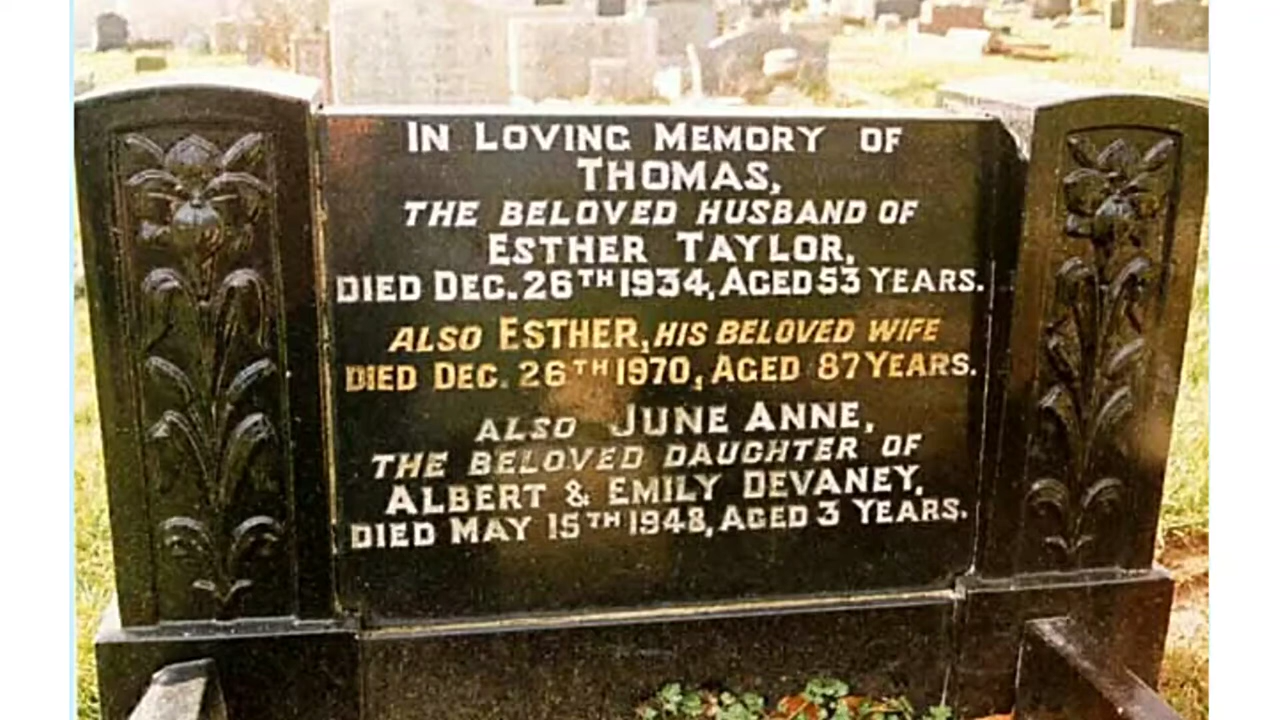 IN LOVING MEMORY OF
THOMAS,
THE BELOVED HUSBAND OF
ESTHER TAYLOR,
DIED DEC. 26TH 1934, AGED 53 YEARS.
ALSO ESTHER, HIS BELOVED WIFE
DIED DEC. 26TH 1970, AGED 87 YEARS.
ALSO JUNE ANNE,
THE BELOVED DAUGHTER OF
ALBERT & EMILY DEVANEY,
DIED MAY 15TH 1948, AGED 3 YEARS.